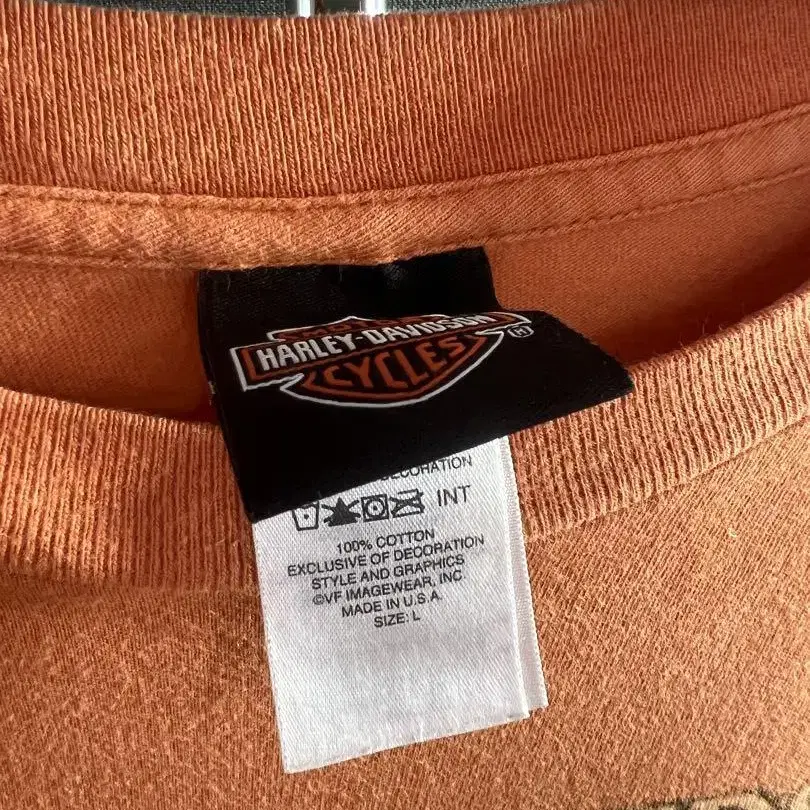 MOTOR
HARLEY-DAVIDSON
CYCLES
DECORATION
INT
100% COTTON
EXCLUSIVE OF DECORATION
STYLE AND GRAPHICS
©VF IMAGEWEAR, INC.
MADE IN U.S.A.
SIZE: L